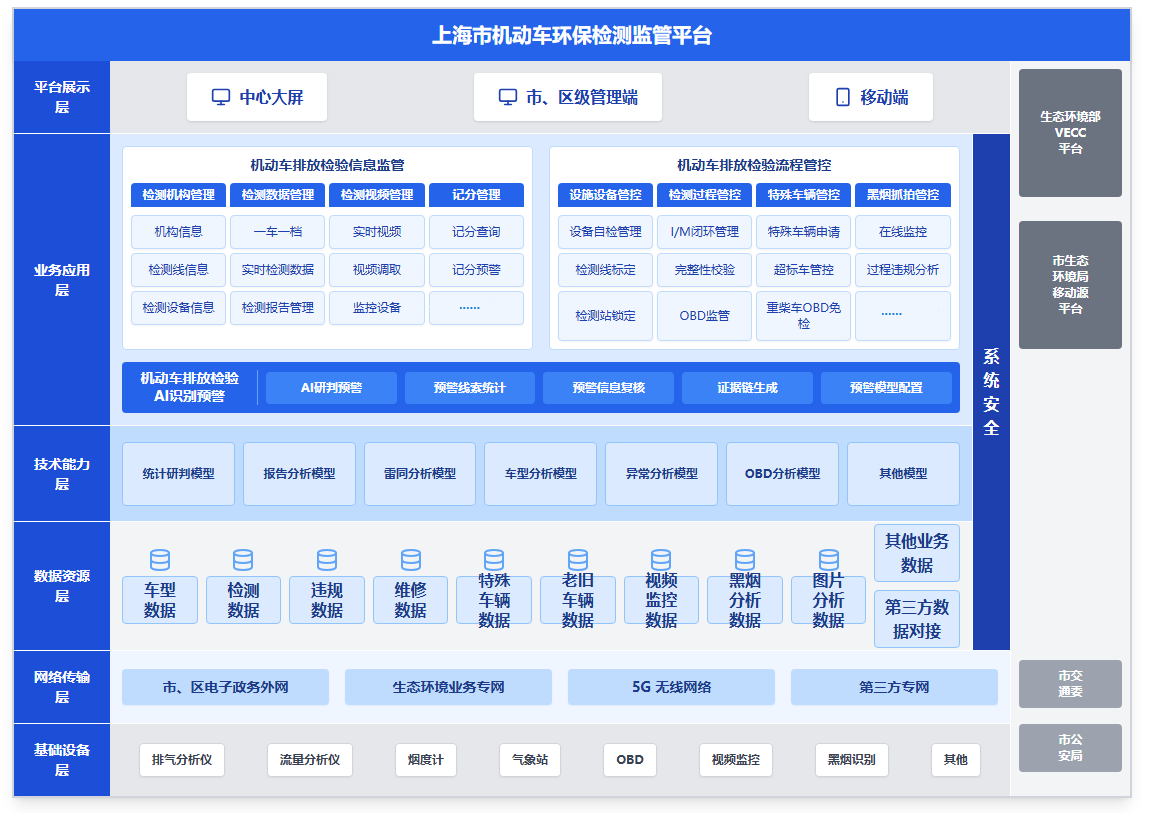 上海市机动车环保检测监管平台
平台展示
层
中心大屏
市、区级管理端
移动端
生态环境部
VECC
平台
业务应用
层
机动车排放检验信息监管
检测机构管理
检测数据管理
检测视频管理
记分管理
机构信息
一车一档
实时视频
记分查询
检测线信息
实时检测数据
视频调取
记分预警
检测设备信息
检测报告管理
监控设备
······
机动车排放检验流程管控
设施设备管控
检测过程管控
特殊车辆管控
黑烟抓拍管控
设备自检管理
I/M闭环管理
特殊车辆申请
在线监控
检测线标定
完整性校验
超标车管控
过程违规分析
检测站锁定
OBD监管
重柴车OBD免
检
······
机动车排放检验
AI识别预警
AI研判预警
预警线索统计
预警信息复核
证据链生成
预警模型配置
系
统
安
全
市生态
环境局
移动源
平台
技术能力
层
统计研判模型
报告分析模型
雷同分析模型
车型分析模型
异常分析模型
OBD分析模型
其他模型
数据资源
层
车型
数据
检测
数据
违规
数据
维修
数据
特殊
车辆
数据
老旧
车辆
数据
视频
监控
数据
黑烟
分析
数据
图片
分析
数据
其他业务
数据
第三方数
据对接
网络传输
层
市、区电子政务外网
生态环境业务专网
5G 无线网络
第三方专网
市交
通委
基础设备
层
排气分析仪
流量分析仪
烟度计
气象站
OBD
视频监控
黑烟识别
其他
市公
安局